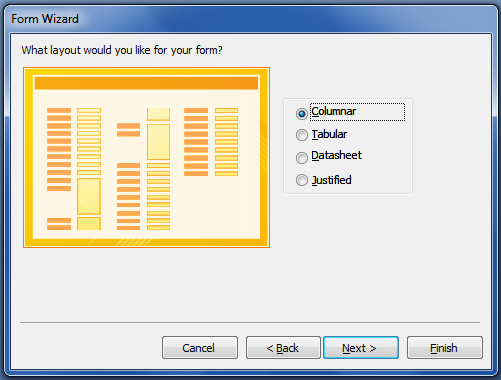 Form Wizard
What layout would you like for your form?
Columnar
Tabular
Datasheet
Justified
Cancel
< Back
Next >
Finish